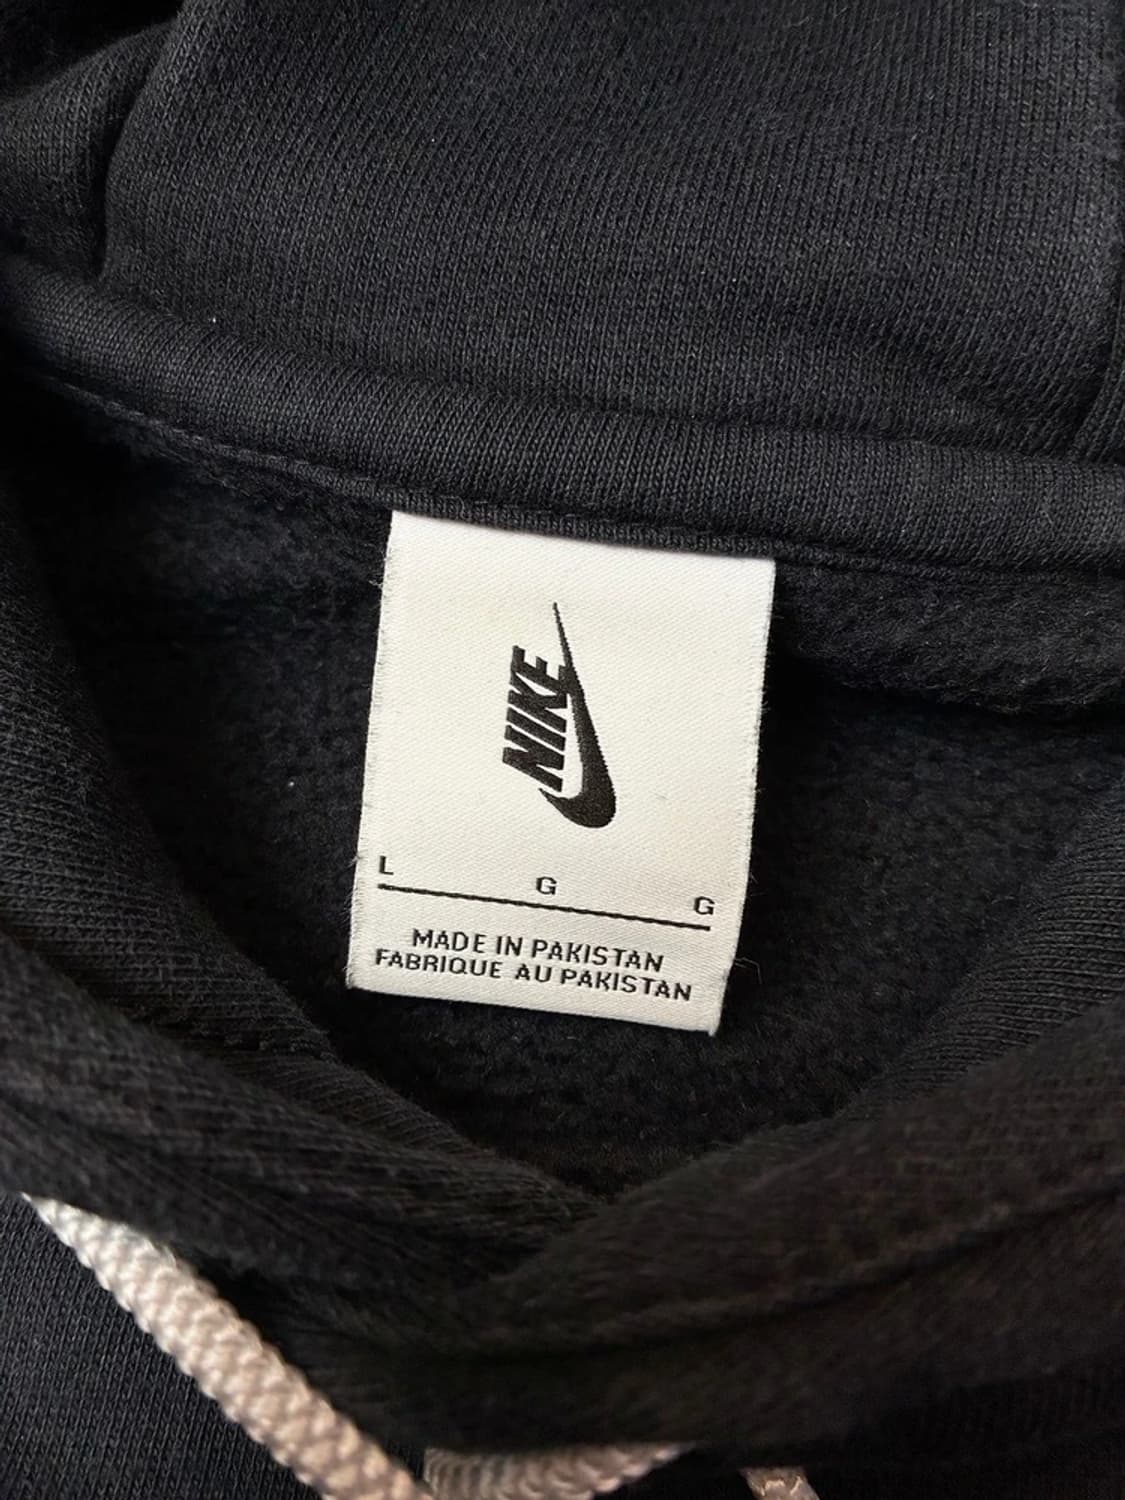 NIKE
L G G
MADE IN PAKISTAN
FABRIQUE AU PAKISTAN